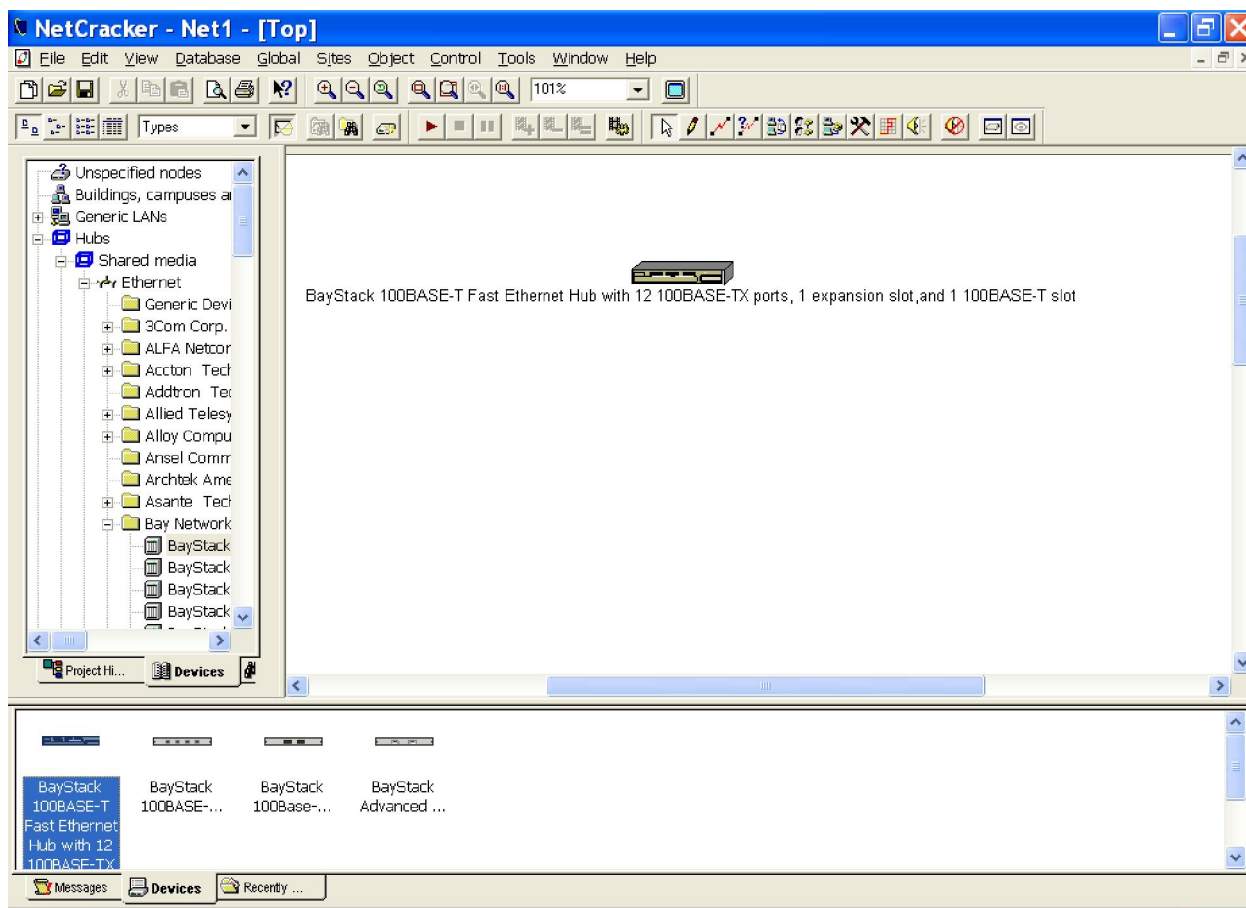 NetCracker - Net1 - [Top]
File Edit View Database Global Sites Object Control Tools Window Help
101%
Types
Unspecified nodes
Buildings, campuses a
Generic LANs
Hubs
Shared media
Ethernet
Generic Devi
3Com Corp.
ALFA Netcor
Accton Tech
Addtron Tec
Allied Telesy
Alloy Compu
Ansel Comm
Archtek Ame
Asante Tech
Bay Network
BayStack
BayStack
BayStack
BayStack
Project Hi... Devices
BayStack 100BASE-T Fast Ethernet Hub with 12 100BASE-TX ports, 1 expansion slot,and 1 100BASE-T slot
BayStack
100BASE-T
Fast Ethernet
Hub with 12
100BASE-TX
BayStack
100BASE-...
BayStack
100Base-...
BayStack
Advanced ...
Messages Devices Recently ...